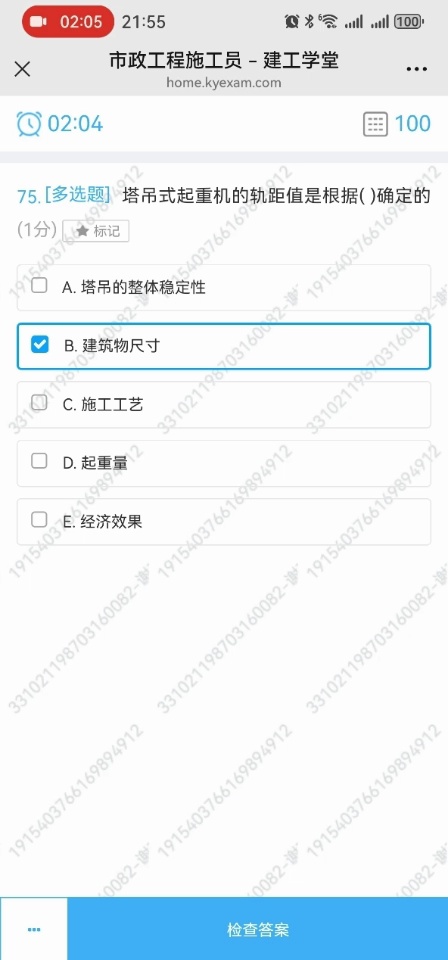 02:05 21:55 6 100
市政工程施工员 – 建工学堂
home.kyexam.com
02:04 100
75.[多选题] 塔吊式起重机的轨距值是根据( )确定的
(1分) 标记
A. 塔吊的整体稳定性
B. 建筑物尺寸
C. 施工工艺
D. 起重量
E. 经济效果
检查答案